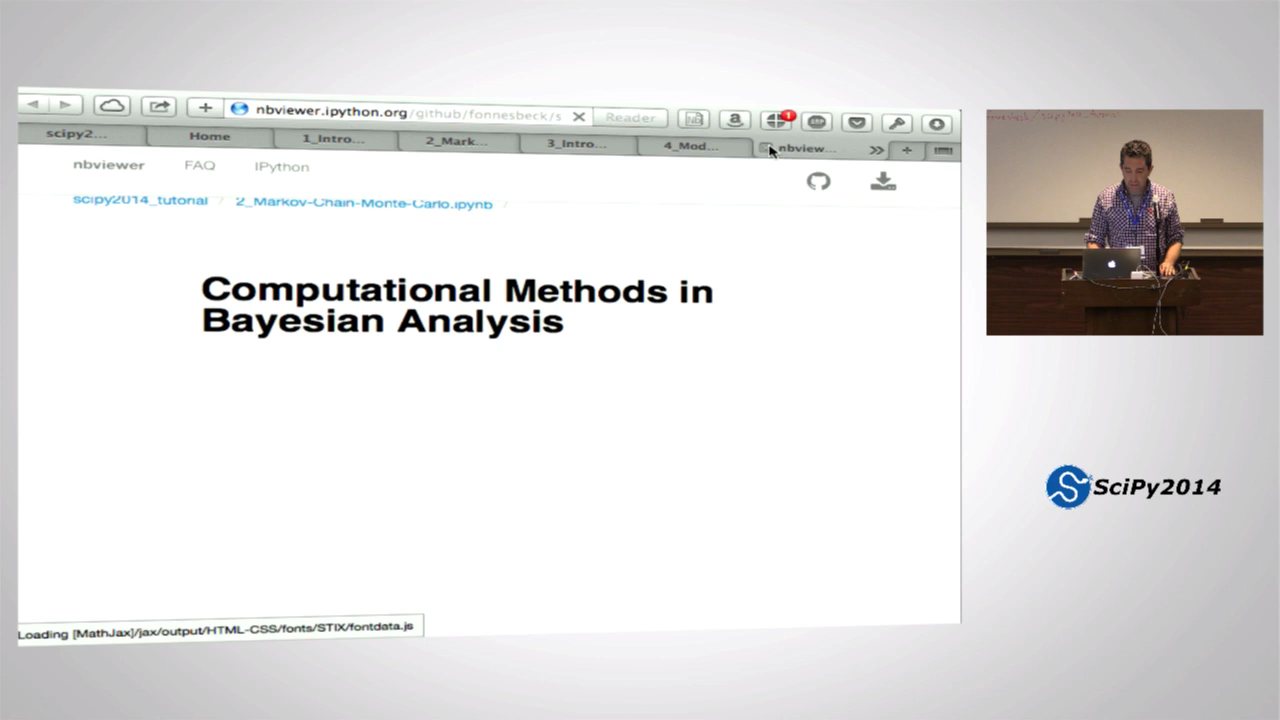 nbviewer.ipython.org/github/fonnesbeck/s
Reader
1
scipy2...
Home
1_Intro...
2_Mark...
3_Intro...
4_Mod...
nbview...
nbviewer
FAQ
IPython
scipy2014_tutorial / 2_Markov-Chain-Monte-Carlo.ipynb /
Computational Methods in
Bayesian Analysis
Loading [MathJax]/jax/output/HTML-CSS/fonts/STIX/fontdata.js
SciPy2014